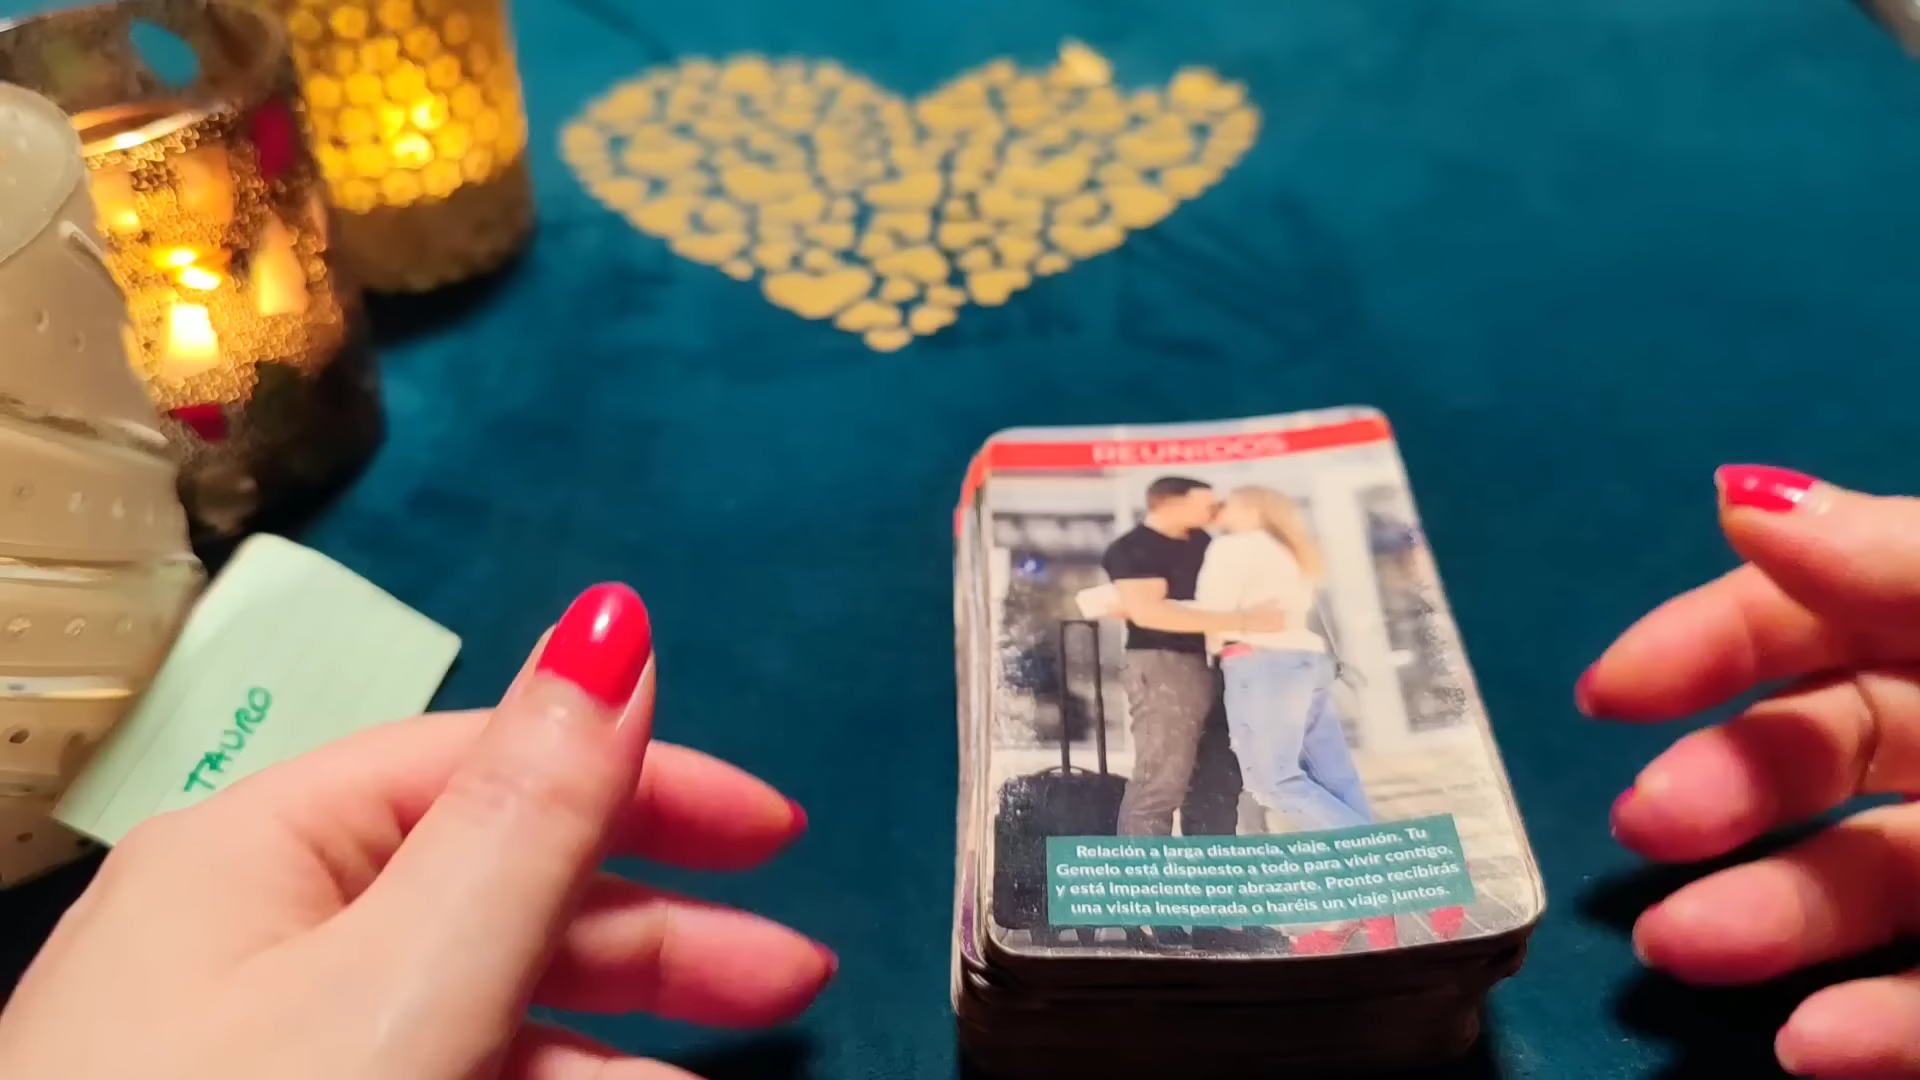 REUNIDOS
Relación a larga distancia, viaje, reunión. Tu
Gemelo está dispuesto a todo para vivir contigo,
y está impaciente por abrazarte. Pronto recibirás
una visita inesperada o haréis un viaje juntos.
TAURO